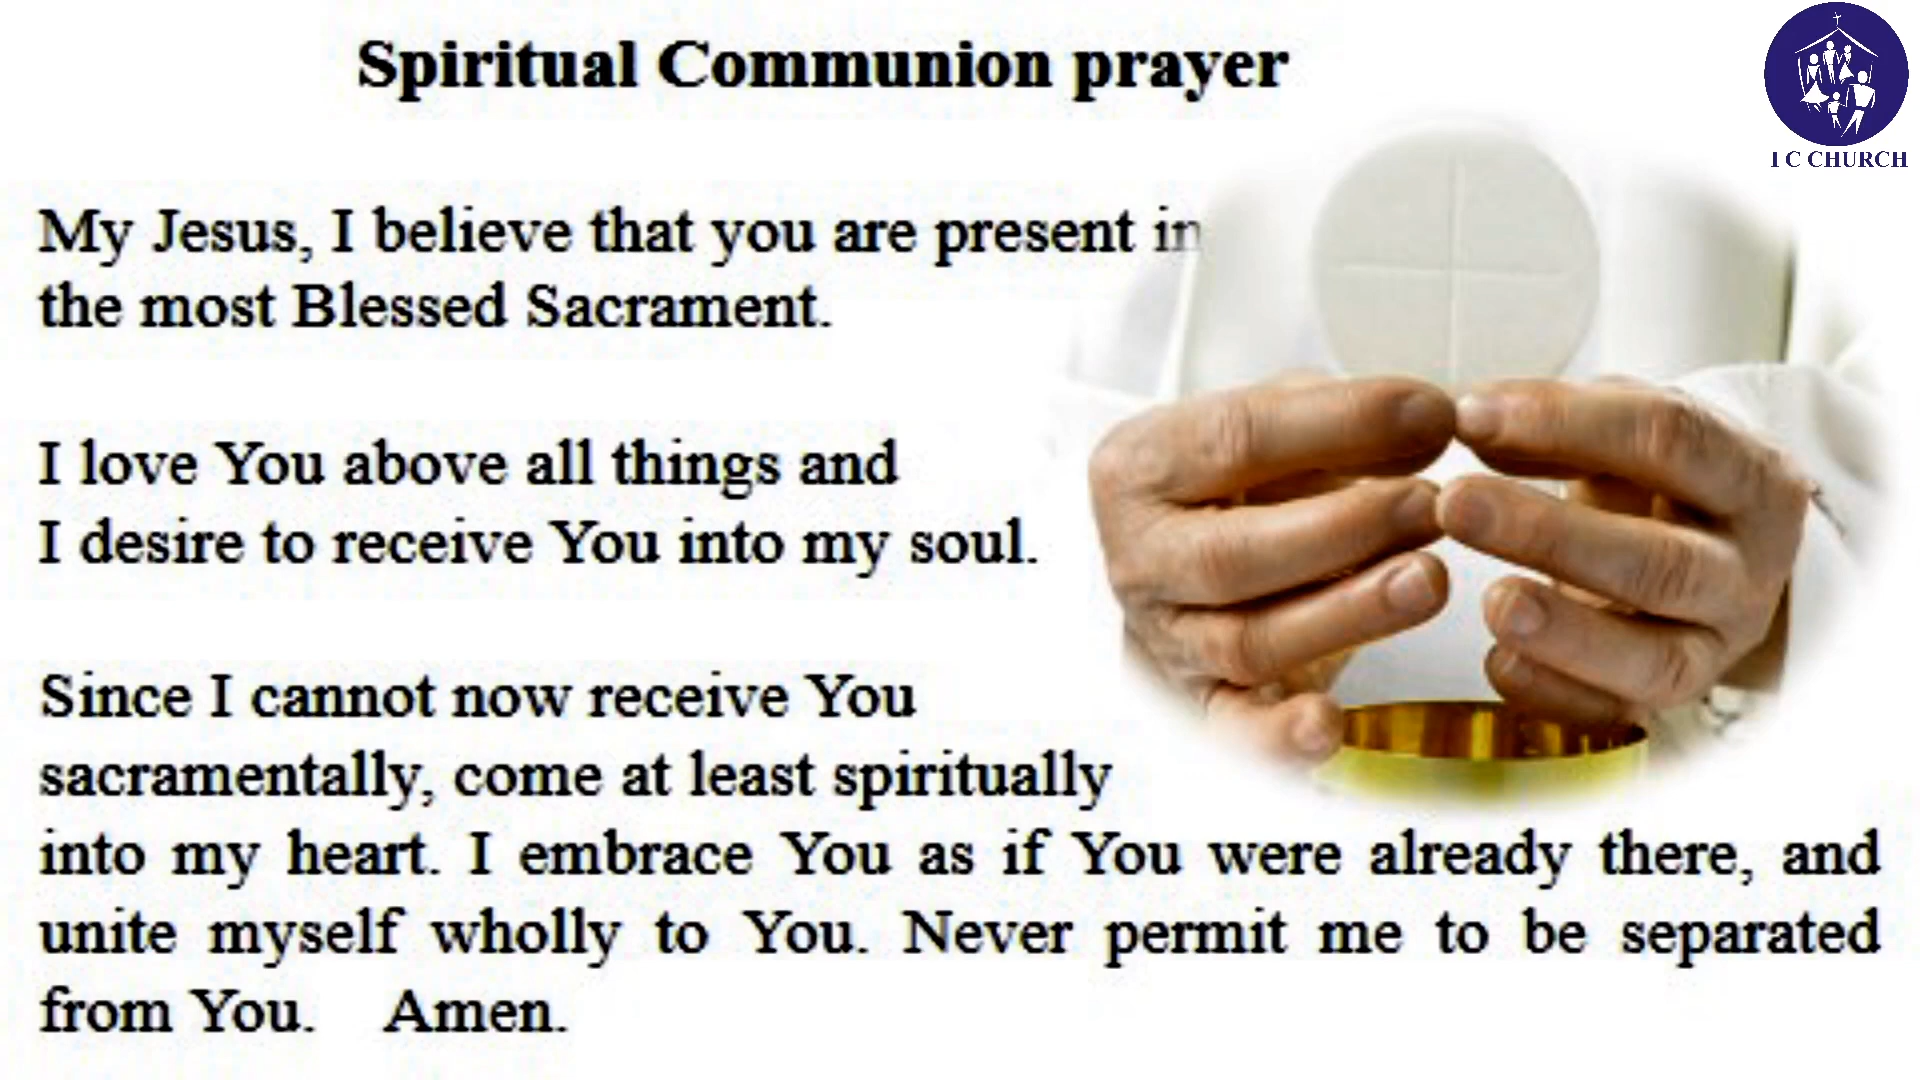 Spiritual Communion prayer
I C CHURCH
My Jesus, I believe that you are present in
the most Blessed Sacrament.
I love You above all things and
I desire to receive You into my soul.
Since I cannot now receive You
sacramentally, come at least spiritually
into my heart. I embrace You as if You were already there, and
unite myself wholly to You. Never permit me to be separated
from You. Amen.